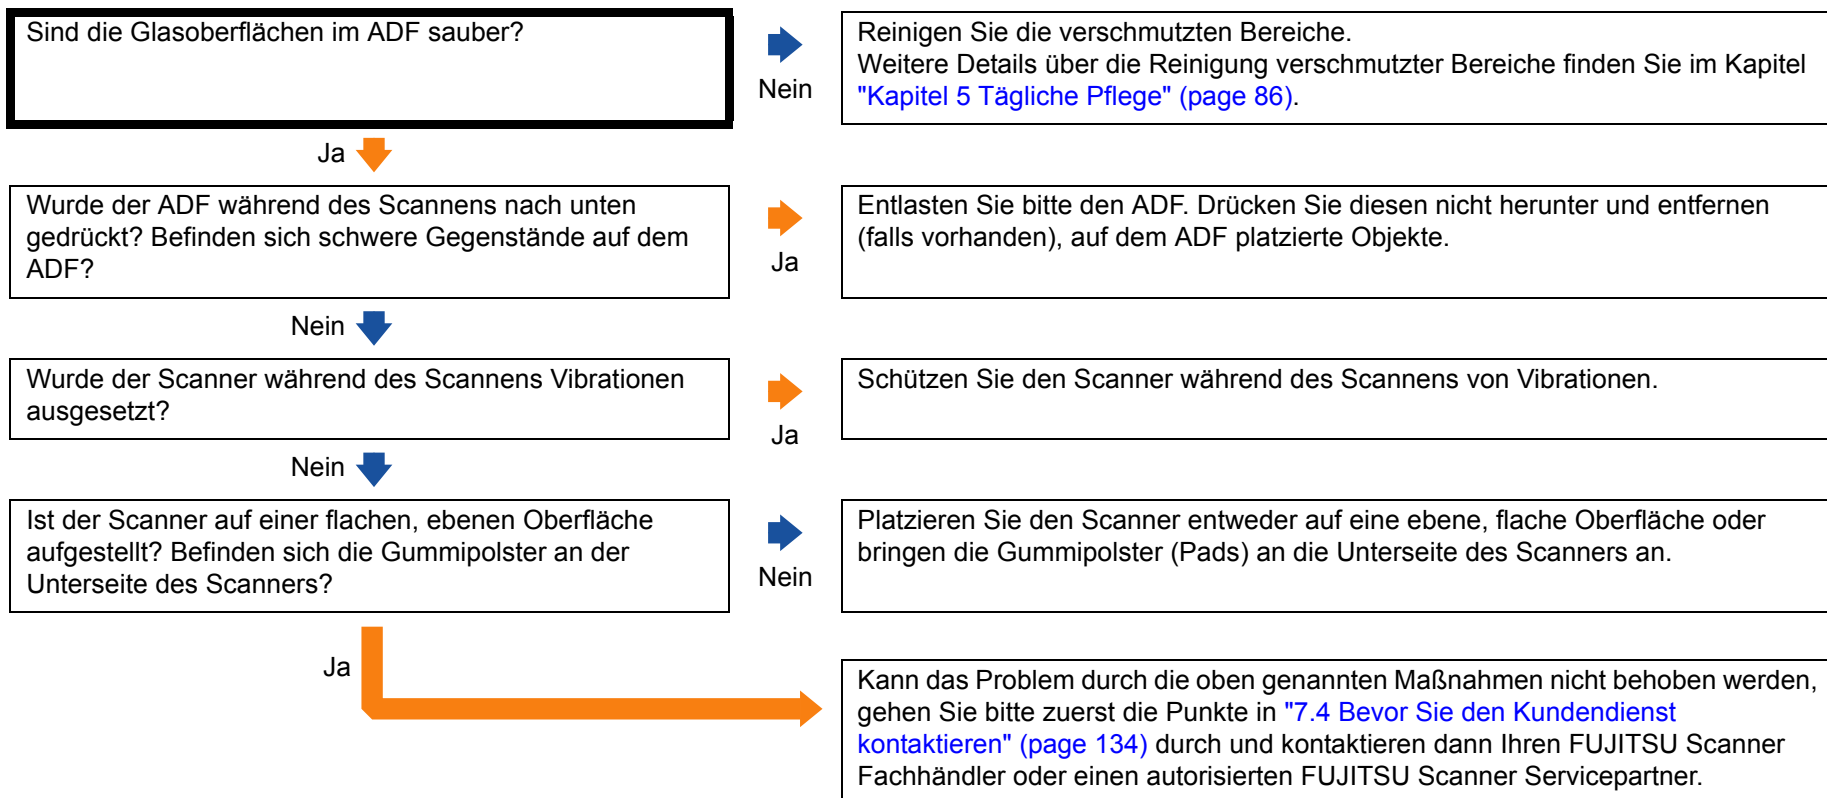 Sind die Glasoberflächen im ADF sauber?
Nein
Reinigen Sie die verschmutzten Bereiche.
Weitere Details über die Reinigung verschmutzter Bereiche finden Sie im Kapitel
"Kapitel 5 Tägliche Pflege" (page 86).
Ja
Wurde der ADF während des Scannens nach unten
gedrückt? Befinden sich schwere Gegenstände auf dem
ADF?
Ja
Entlasten Sie bitte den ADF. Drücken Sie diesen nicht herunter und entfernen
(falls vorhanden), auf dem ADF platzierte Objekte.
Nein
Wurde der Scanner während des Scannens Vibrationen
ausgesetzt?
Ja
Schützen Sie den Scanner während des Scannens von Vibrationen.
Nein
Ist der Scanner auf einer flachen, ebenen Oberfläche
aufgestellt? Befinden sich die Gummipolster an der
Unterseite des Scanners?
Nein
Platzieren Sie den Scanner entweder auf eine ebene, flache Oberfläche oder
bringen die Gummipolster (Pads) an die Unterseite des Scanners an.
Ja
Kann das Problem durch die oben genannten Maßnahmen nicht behoben werden,
gehen Sie bitte zuerst die Punkte in "7.4 Bevor Sie den Kundendienst
kontaktieren" (page 134) durch und kontaktieren dann Ihren FUJITSU Scanner
Fachhändler oder einen autorisierten FUJITSU Scanner Servicepartner.